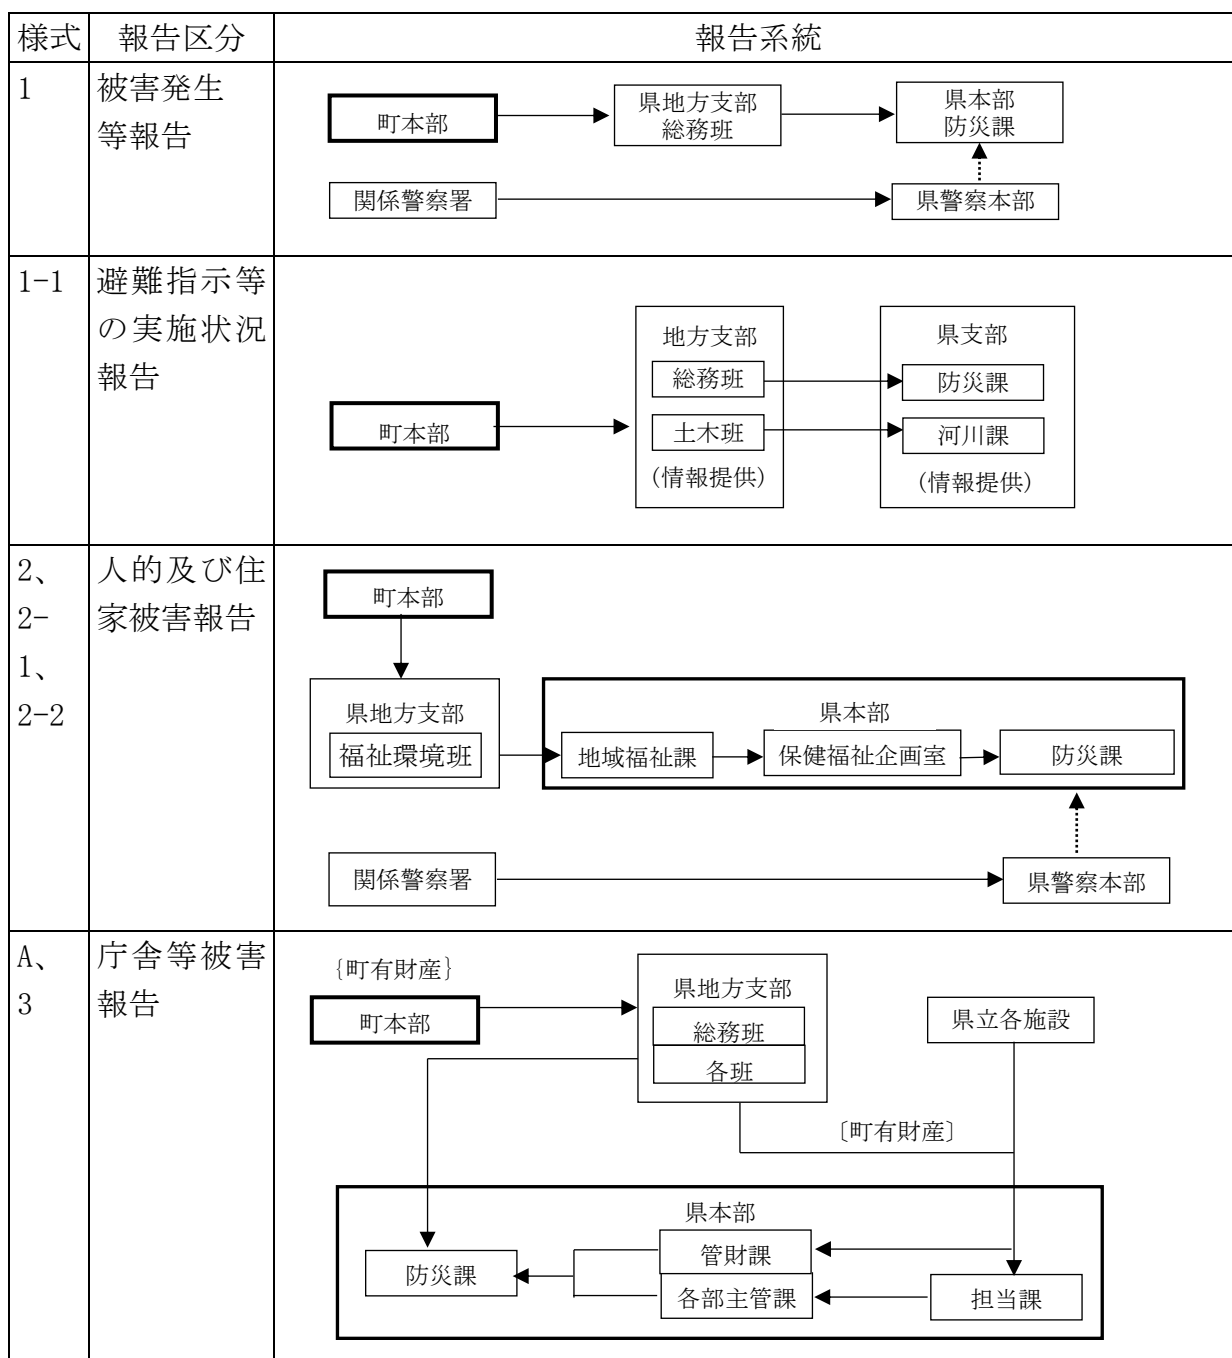 様式 報告区分 報告系統
1 被害発生
等報告
町本部
県地方支部
総務班
県本部
防災課
関係警察署
県警察本部
1-1 避難指示等
の実施状況
報告
町本部
地方支部
総務班
土木班
(情報提供)
県支部
防災課
河川課
(情報提供)
2、
2-
1、
2-2
人的及び住
家被害報告
町本部
県地方支部
福祉環境班
県本部
地域福祉課
保健福祉企画室
防災課
関係警察署
県警察本部
A、
3
庁舎等被害
報告
{町有財産}
町本部
県地方支部
総務班
各班
県立各施設
〔町有財産〕
県本部
防災課
管財課
各部主管課
担当課